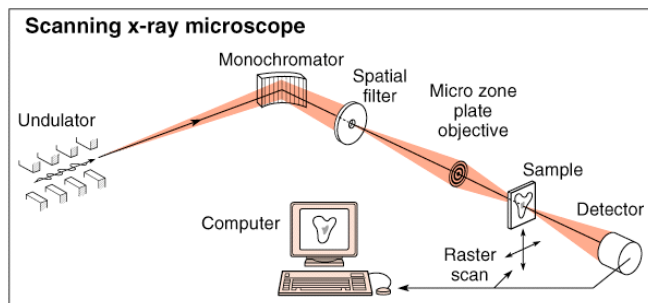 Scanning x-ray microscope
Monochromator
Spatial
filter
Micro zone
plate
objective
Undulator
Sample
Computer
Detector
Raster
scan